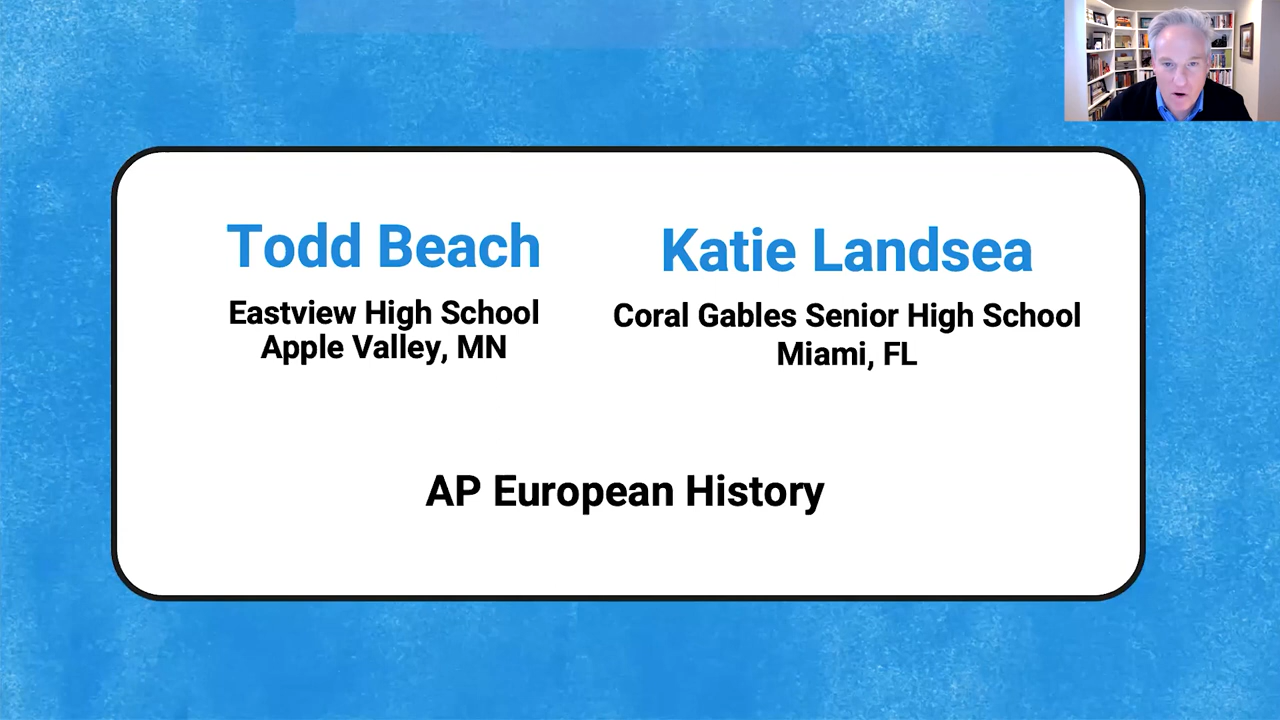 Todd Beach
Eastview High School
Apple Valley, MN
Katie Landsea
Coral Gables Senior High School
Miami, FL
AP European History